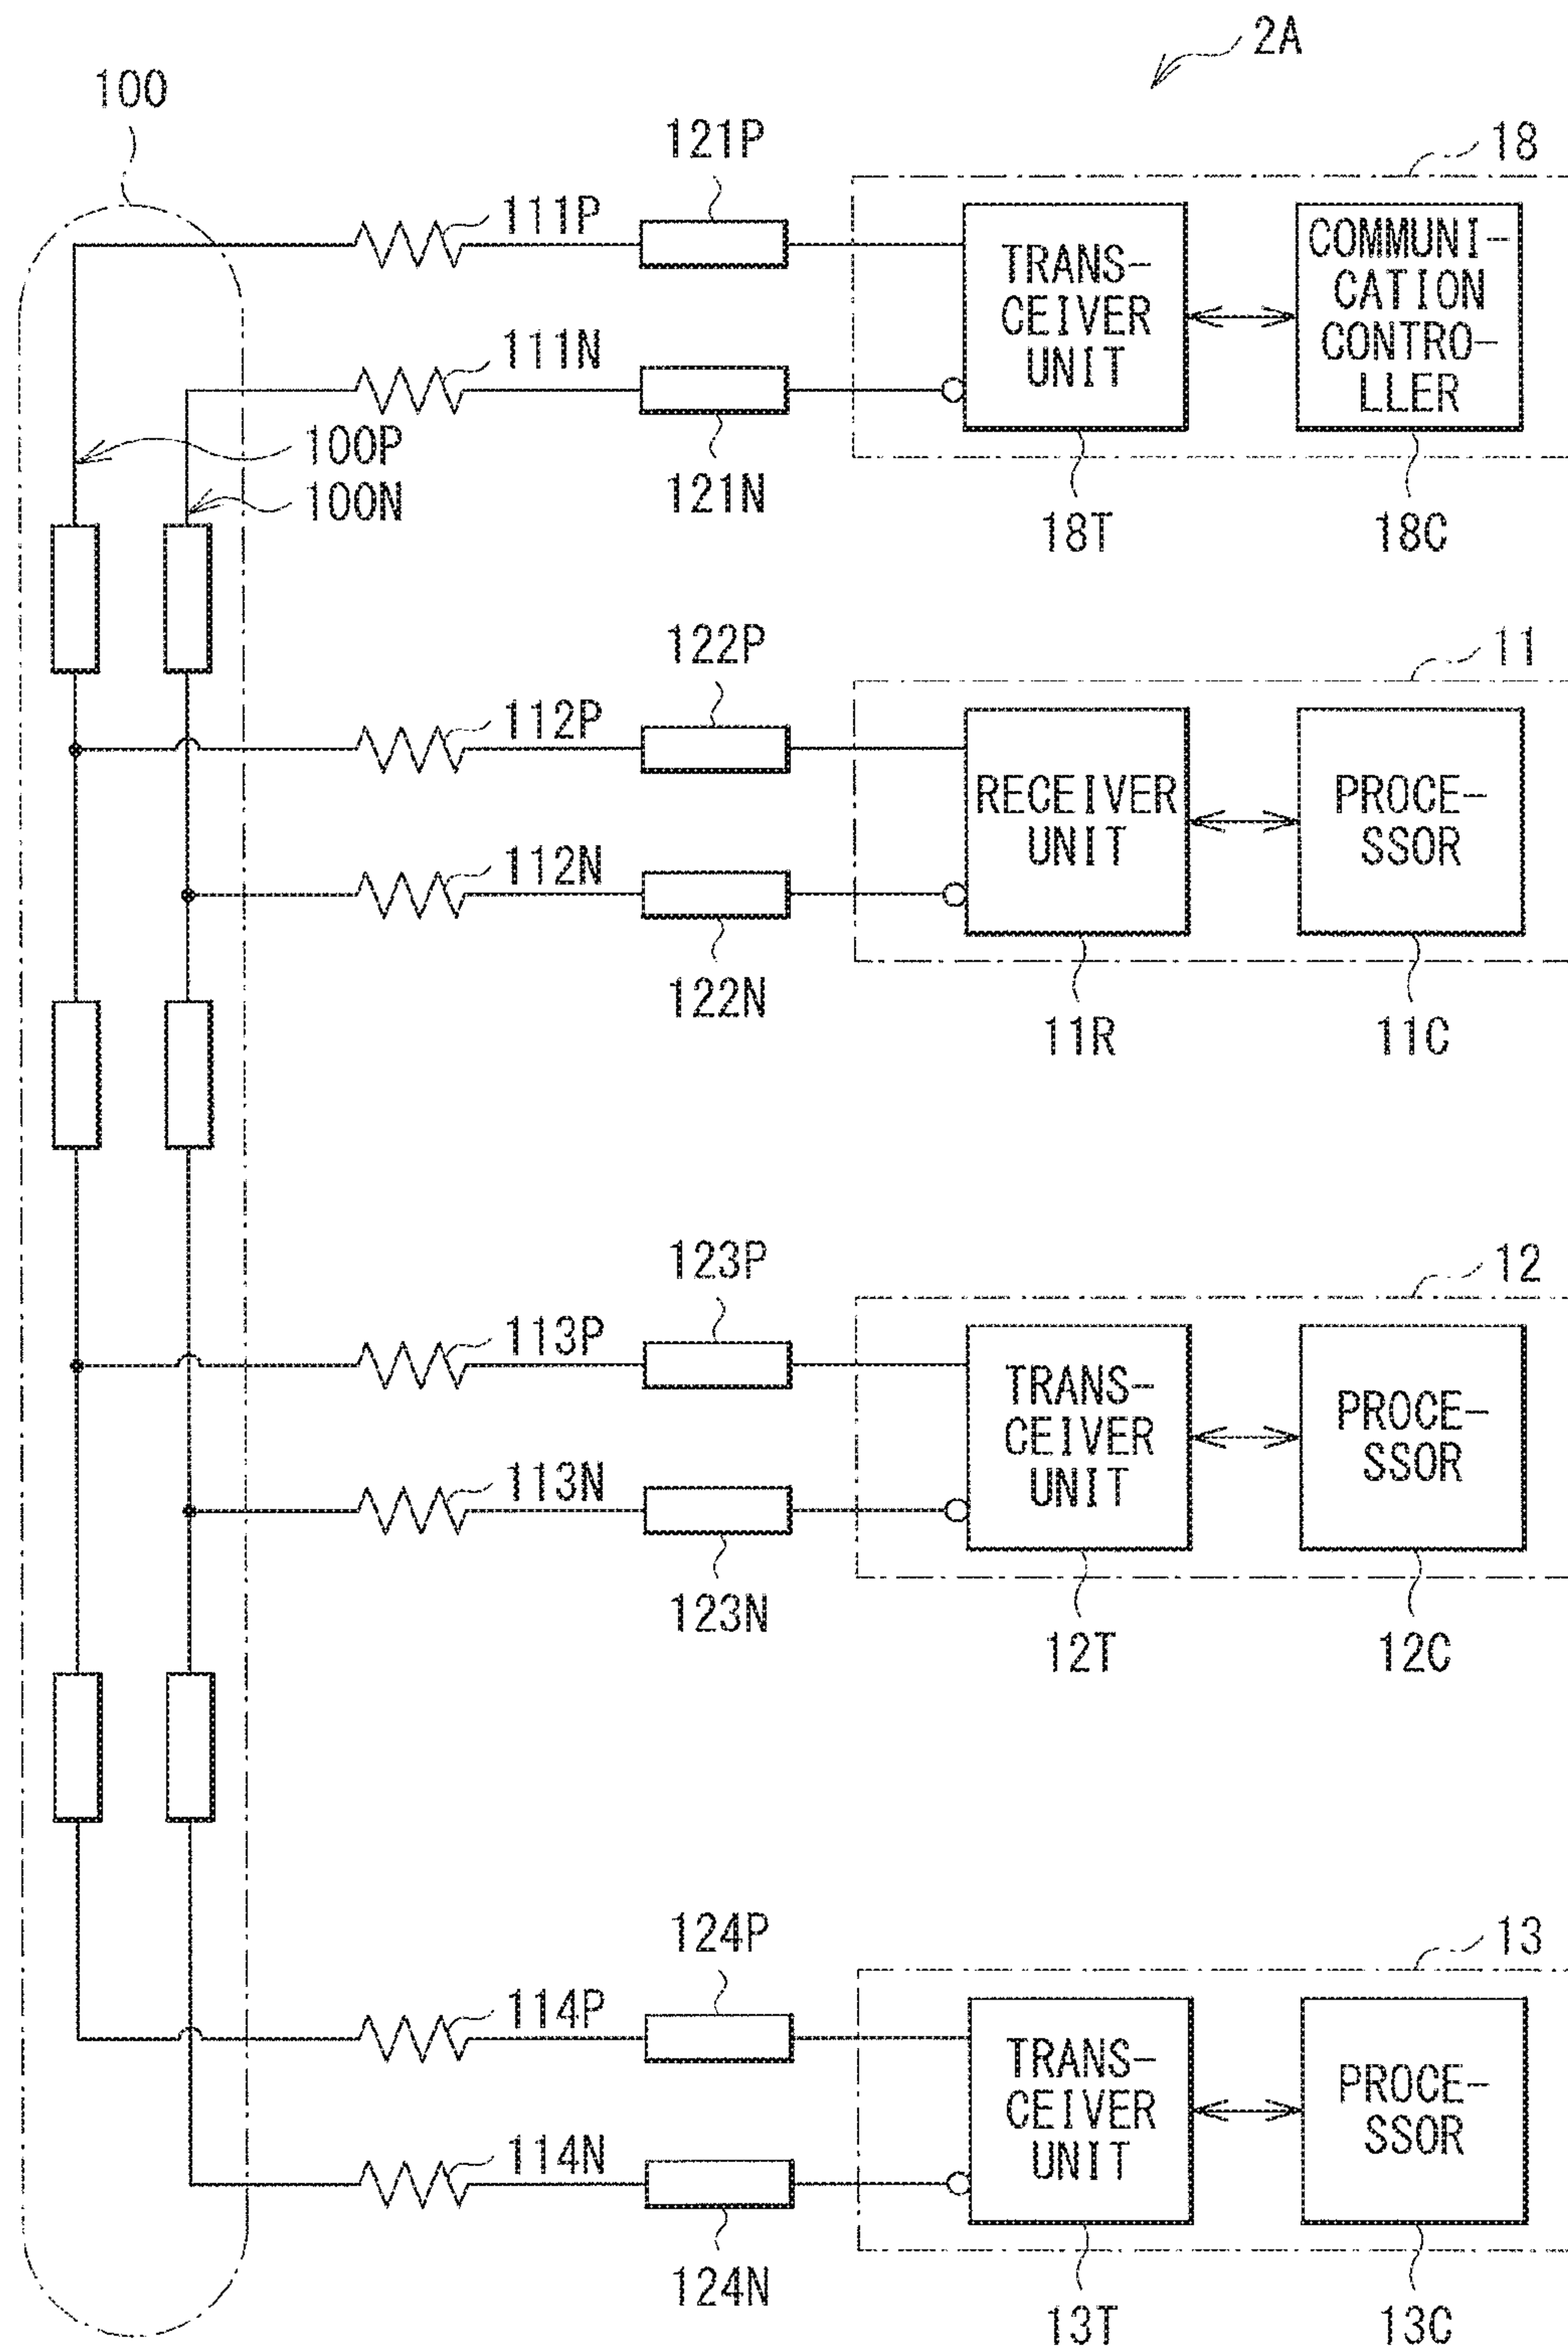 2A
100
121P
18
111P
TRANS-
CEIVER
UNIT
COMMUNI-
CATION
CONTRO-
LLER
111N
100P
100N
121N
18T
18C
122P
11
112P
RECEIVER
UNIT
PROCE-
SSOR
112N
122N
11R
11C
123P
12
113P
TRANS-
CEIVER
UNIT
PROCE-
SSOR
113N
123N
12T
12C
124P
13
114P
TRANS-
CEIVER
UNIT
PROCE-
SSOR
114N
124N
13T
13C